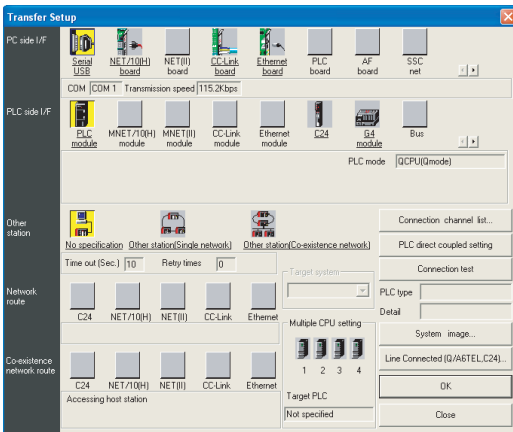 Transfer Setup
PC side I/F
Serial USB
NET/10(H) board
NET(II) board
CC-Link board
Ethernet board
PLC board
AF board
SSC net
COM COM 1 Transmission speed 115.2Kbps
PLC side I/F
PLC module
MNET/10(H) module
MNET(II) module
CC-Link module
Ethernet module
C24
G4 module
Bus
PLC mode QCPU(Qmode)
Other station
No specification
Other station(Single network)
Other station(Co-existence network)
Time out (Sec.) 10 Retry times 0
Connection channel list...
PLC direct coupled setting
Connection test
Target system
PLC type
Detail
Network route
C24
NET/10(H)
NET(II)
CC-Link
Ethernet
Multiple CPU setting
1 2 3 4
Target PLC
Not specified
System image...
Line Connected (Q/A6TEL,C24)...
OK
Close
Co-existence network route
C24
NET/10(H)
NET(II)
CC-Link
Ethernet
Accessing host station